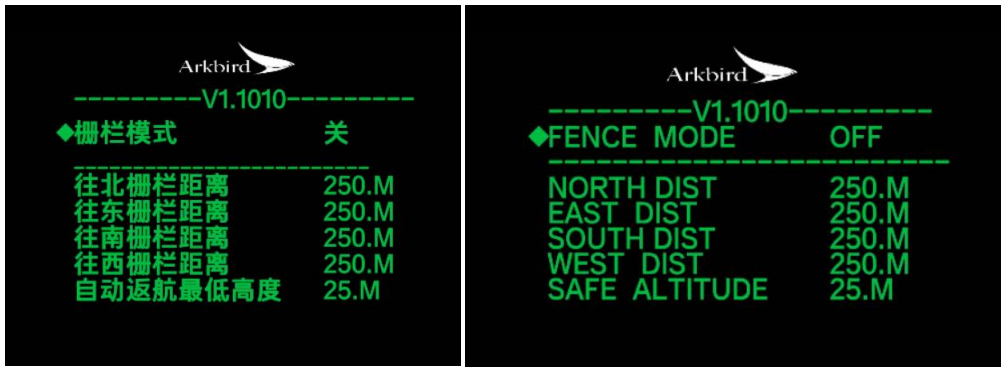 Arkbird
---------V1.1010---------
◆栅栏模式 关
------------------------
往北栅栏距离 250.M
往东栅栏距离 250.M
往南栅栏距离 250.M
往西栅栏距离 250.M
自动返航最低高度 25.M
Arkbird
---------V1.1010---------
◆FENCE MODE OFF
-------------------------
NORTH DIST 250.M
EAST DIST 250.M
SOUTH DIST 250.M
WEST DIST 250.M
SAFE ALTITUDE 25.M